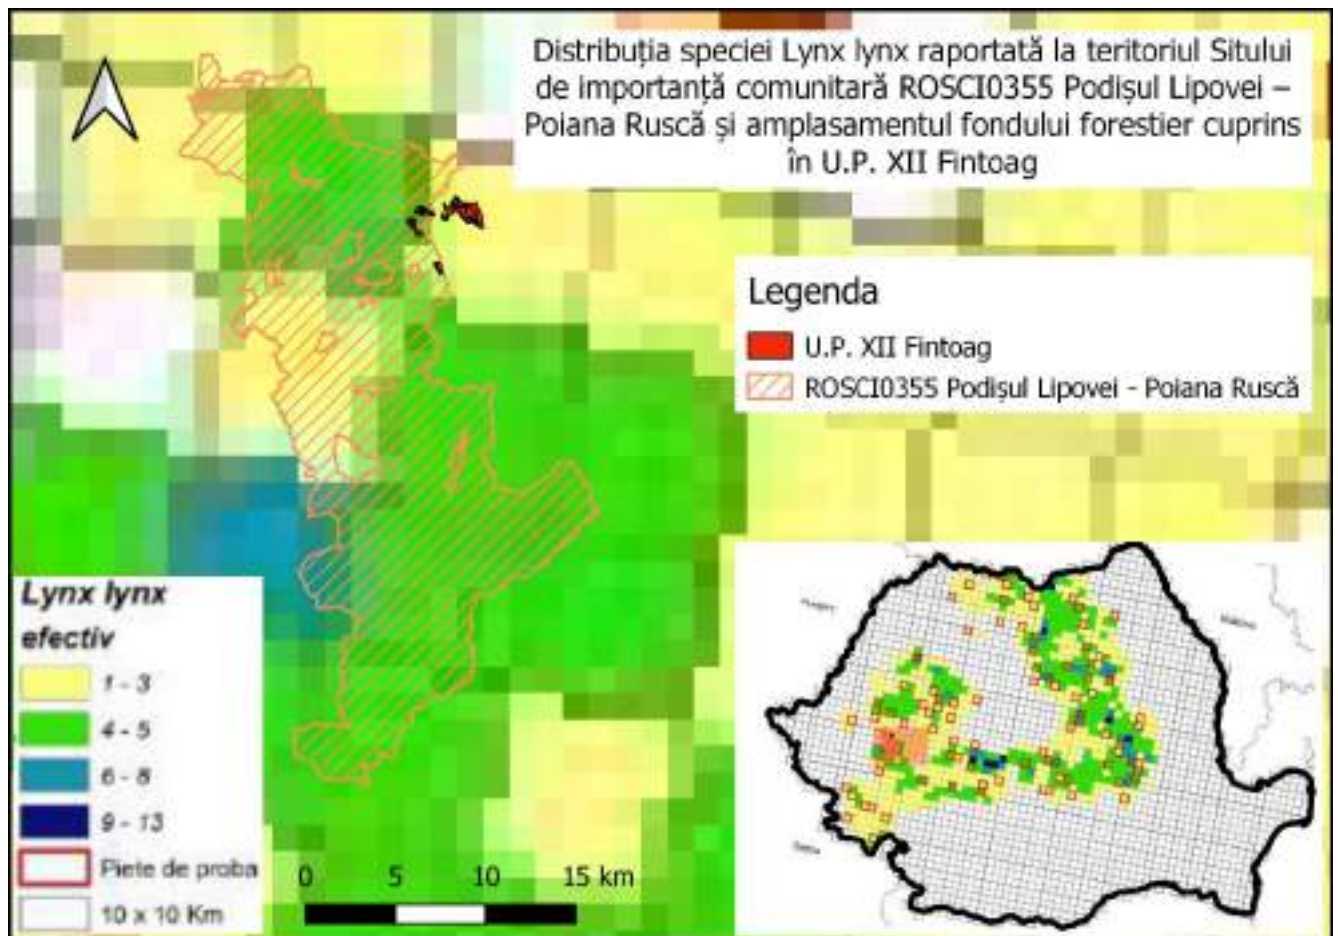 Distribuția speciei Lynx lynx raportată la teritoriul Sitului
de importanță comunitară ROSCI0355 Podișul Lipovei –
Poiana Ruscă și amplasamentul fondului forestier cuprins
în U.P. XII Fintoag
Legenda
U.P. XII Fintoag
ROSCI0355 Podișul Lipovei - Poiana Ruscă
Lynx lynx
efectiv
1 - 3
4 - 5
6 - 8
9 - 13
Piete de proba
10 x 10 Km
0 5 10 15 km